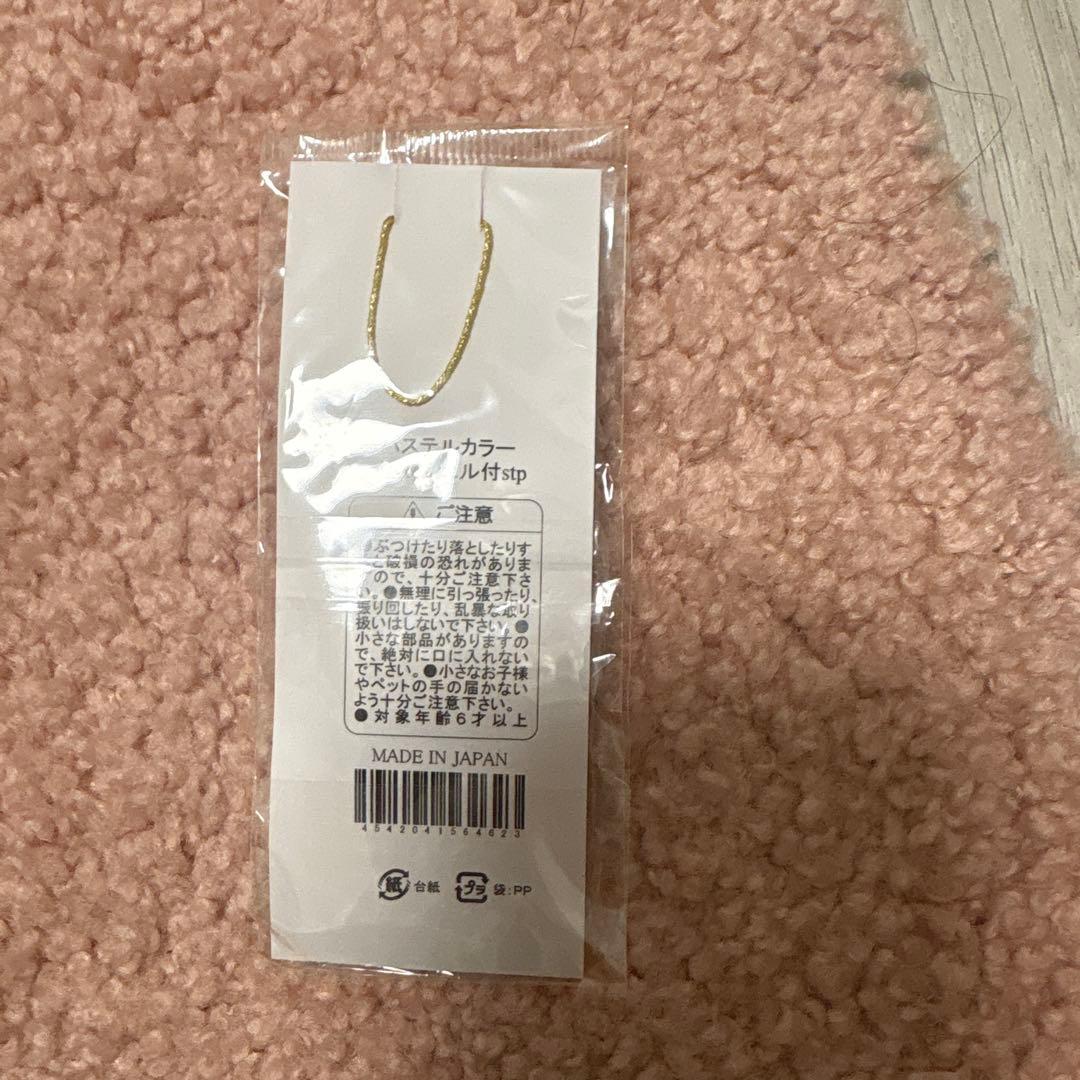 パステルカラー
ル付stp
ご注意
●ぶつけたり落としたりす
と破損の恐れがありま
ので、十分ご注意下さ
い。●無理に引っ張ったり、
振り回したり、乱暴な取り
扱いはしないで下さい。●
小さな部品がありますの
で、絶対に口に入れない
で下さい。●小さなお子様
やペットの手の届かない
よう十分ご注意下さい。
●対象年齢6才以上
MADE IN JAPAN
4542041564623
紙 台紙 プラ 袋:PP